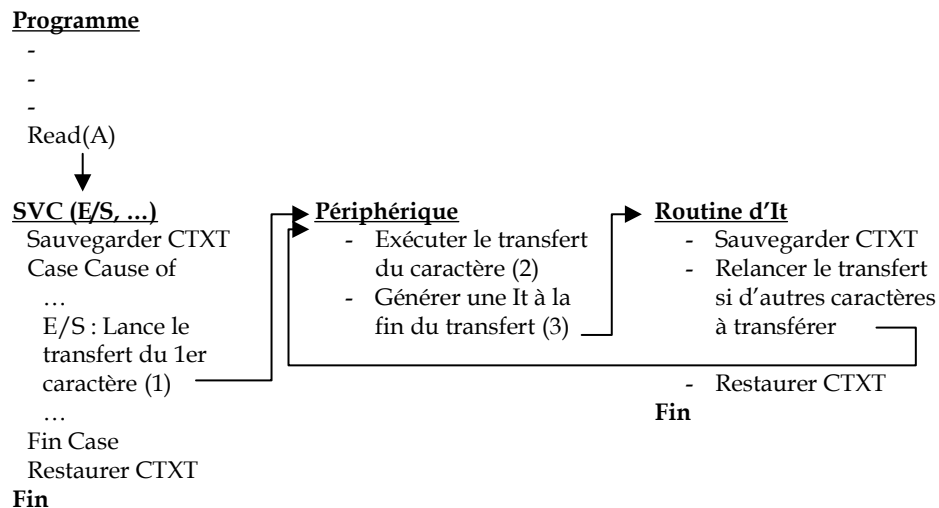 Programme
-
-
-
Read(A)
SVC (E/S, ...)
Sauvegarder CTXT
Case Cause of
...
E/S : Lance le
transfert du 1er
caractère (1)
...
Fin Case
Restaurer CTXT
Fin
Périphérique
- Exécuter le transfert
du caractère (2)
- Générer une It à la
fin du transfert (3)
Routine d'It
- Sauvegarder CTXT
- Relancer le transfert
si d'autres caractères
à transférer
- Restaurer CTXT
Fin